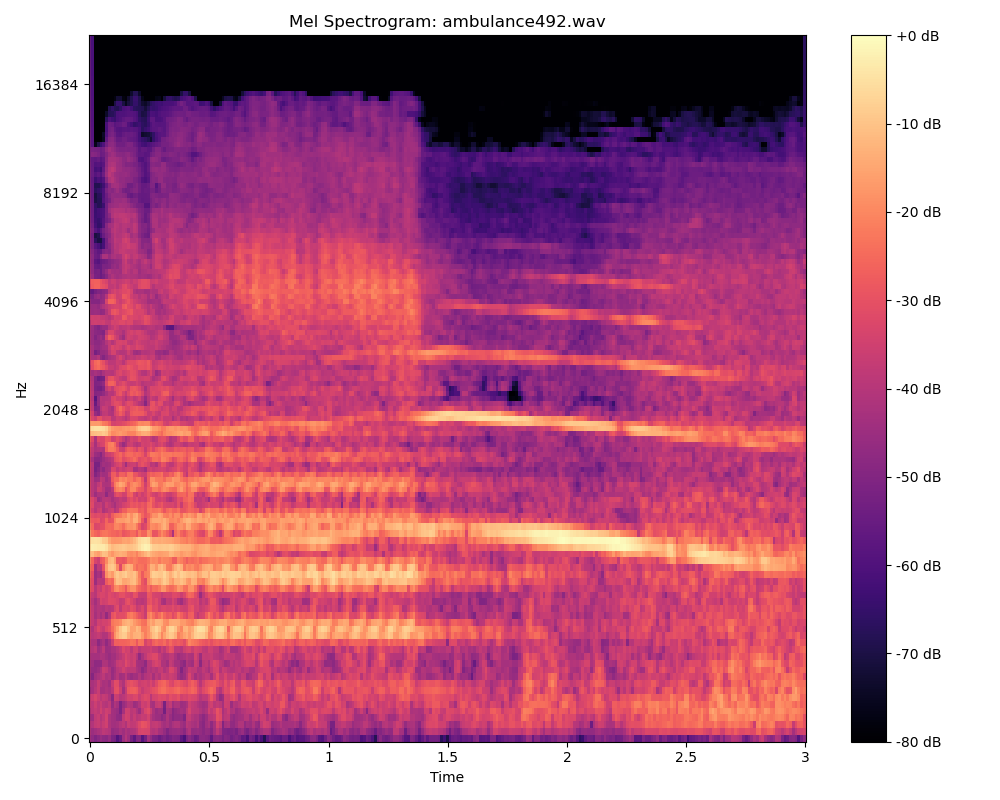 Mel Spectrogram: ambulance492.wav
+0 dB
16384
-10 dB
-20 dB
8192
-30 dB
4096
Hz
-40 dB
2048
-50 dB
1024
-60 dB
512
-70 dB
0
-80 dB
0 0.5 1 1.5 2 2.5 3
Time